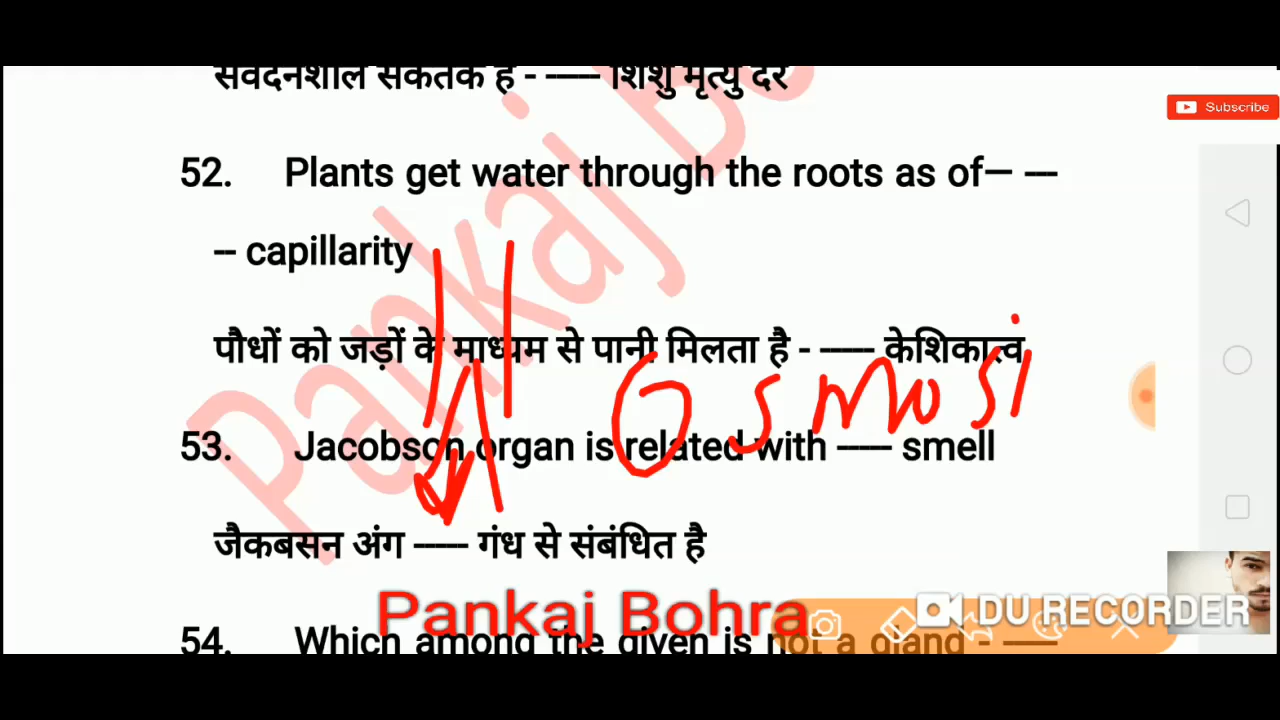 संवेदनशील संकेतक है - ----- शिशु मृत्यु दर
Subscribe
52. Plants get water through the roots as of— ---
-- capillarity
पौधों को जड़ों के माध्यम से पानी मिलता है - ----- केशिकात्व
Osmosi
53. Jacobson organ is related with ----- smell
जैकबसन अंग ----- गंध से संबंधित है
Pankaj Bohra
DU RECORDER
54. Which among the given is not a gland - -----
Pankaj Bo